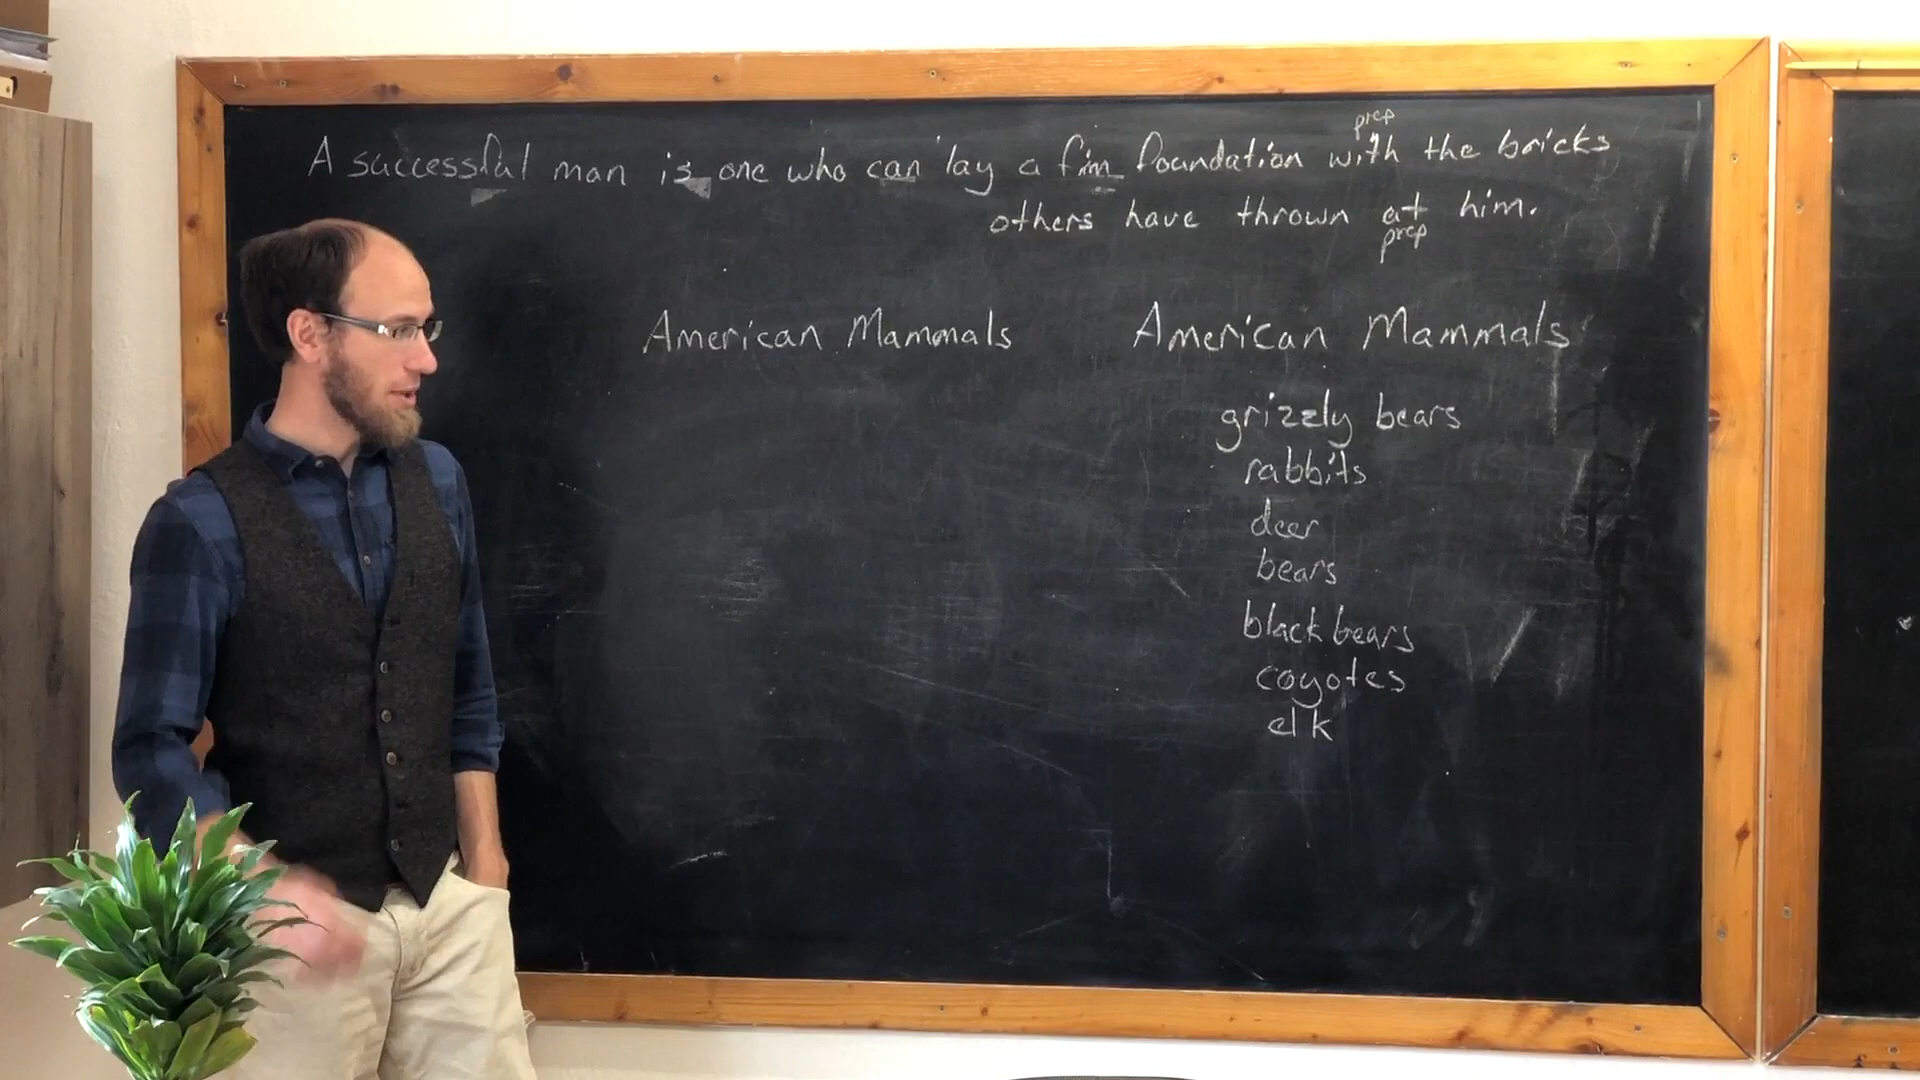 prep
A successful man is one who can lay a fim foundation with the bricks
others have thrown at him.
prep
American Mammals
American Mammals
grizzly bears
rabbits
deer
bears
black bears
coyotes
elk